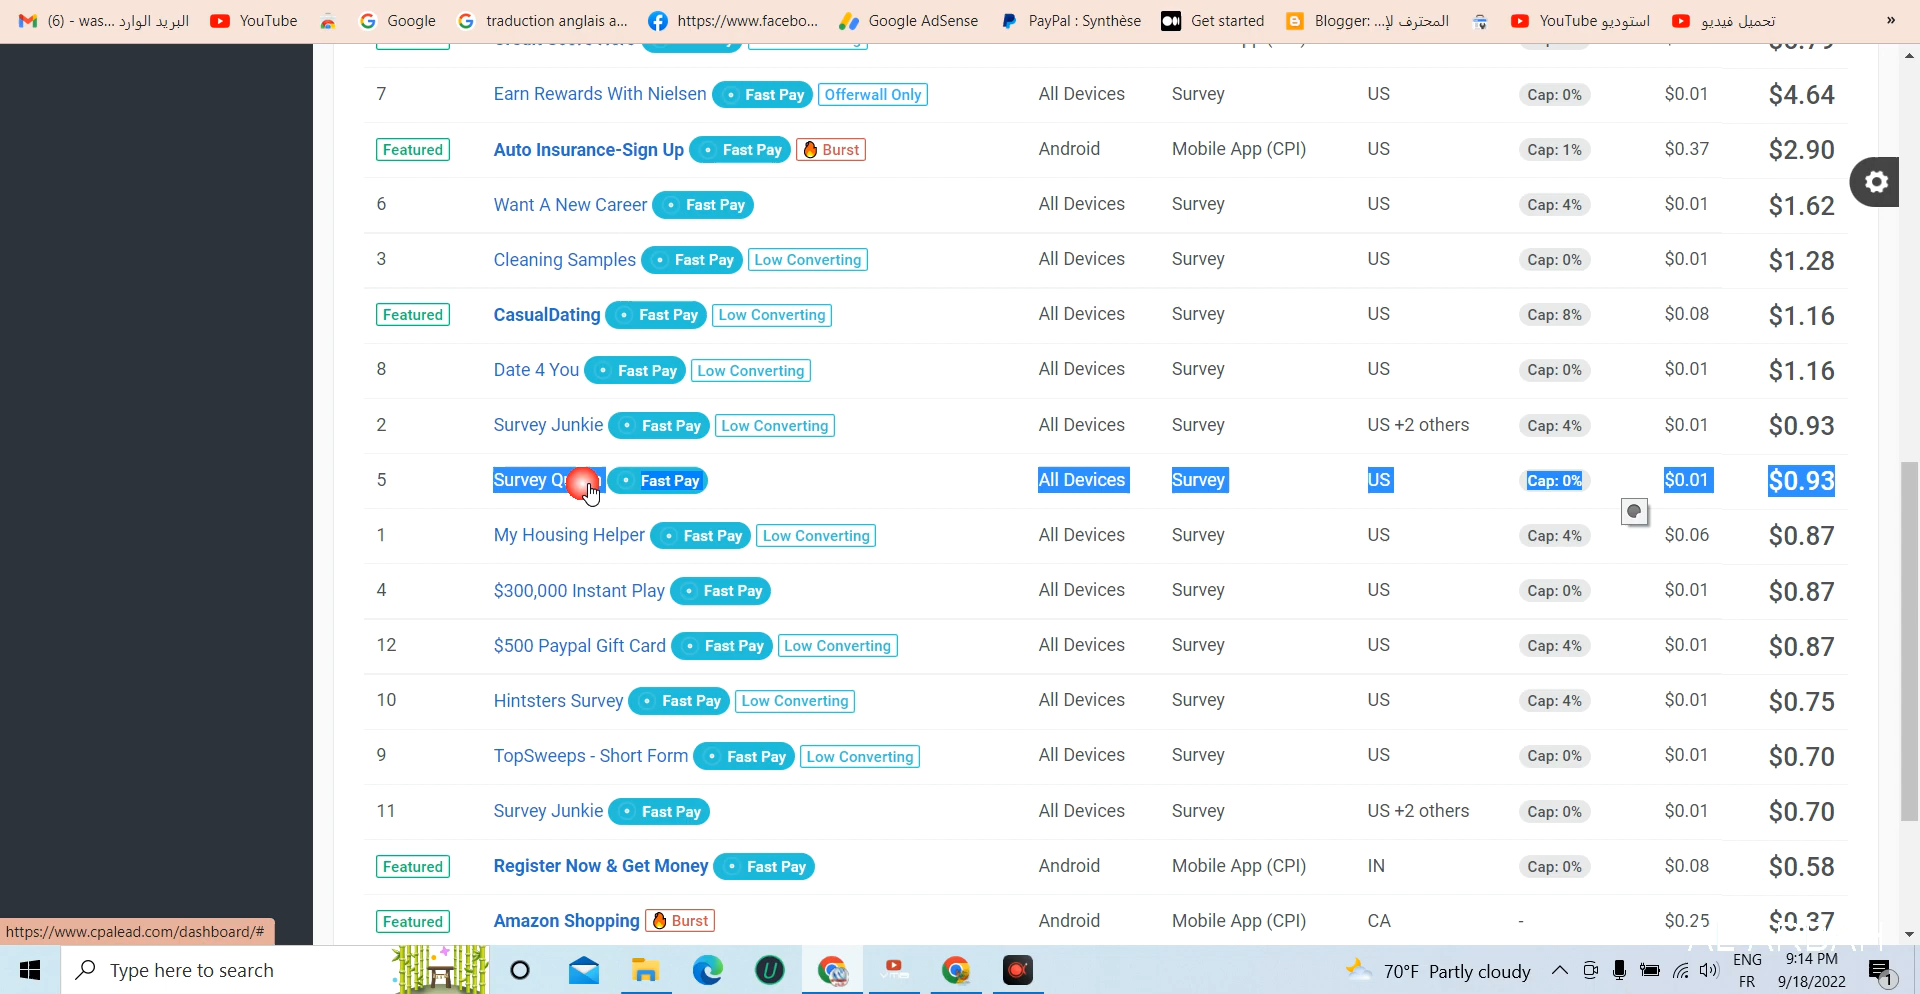 (6) - was... البريد الوارد
YouTube
Google
traduction anglais a...
https://www.facebo...
Google AdSense
PayPal : Synthèse
Get started
Blogger: ...المحترف لإ
YouTube استوديو
تحميل فيديو
»
7 Earn Rewards With Nielsen Fast Pay Offerwall Only All Devices Survey US Cap: 0% $0.01 $4.64
Featured Auto Insurance-Sign Up Fast Pay Burst Android Mobile App (CPI) US Cap: 1% $0.37 $2.90
6 Want A New Career Fast Pay All Devices Survey US Cap: 4% $0.01 $1.62
3 Cleaning Samples Fast Pay Low Converting All Devices Survey US Cap: 0% $0.01 $1.28
Featured CasualDating Fast Pay Low Converting All Devices Survey US Cap: 8% $0.08 $1.16
8 Date 4 You Fast Pay Low Converting All Devices Survey US Cap: 0% $0.01 $1.16
2 Survey Junkie Fast Pay Low Converting All Devices Survey US +2 others Cap: 4% $0.01 $0.93
5 Survey Fast Pay All Devices Survey US Cap: 0% $0.01 $0.93
1 My Housing Helper Fast Pay Low Converting All Devices Survey US Cap: 4% $0.06 $0.87
4 $300,000 Instant Play Fast Pay All Devices Survey US Cap: 0% $0.01 $0.87
12 $500 Paypal Gift Card Fast Pay Low Converting All Devices Survey US Cap: 4% $0.01 $0.87
10 Hintsters Survey Fast Pay Low Converting All Devices Survey US Cap: 4% $0.01 $0.75
9 TopSweeps - Short Form Fast Pay Low Converting All Devices Survey US Cap: 0% $0.01 $0.70
11 Survey Junkie Fast Pay All Devices Survey US +2 others Cap: 0% $0.01 $0.70
Featured Register Now & Get Money Fast Pay Android Mobile App (CPI) IN Cap: 0% $0.08 $0.58
Featured Amazon Shopping Burst Android Mobile App (CPI) CA - $0.25 $0.37
https://www.cpalead.com/dashboard/#
Type here to search
70°F Partly cloudy
ENG
FR
9:14 PM
9/18/2022
1